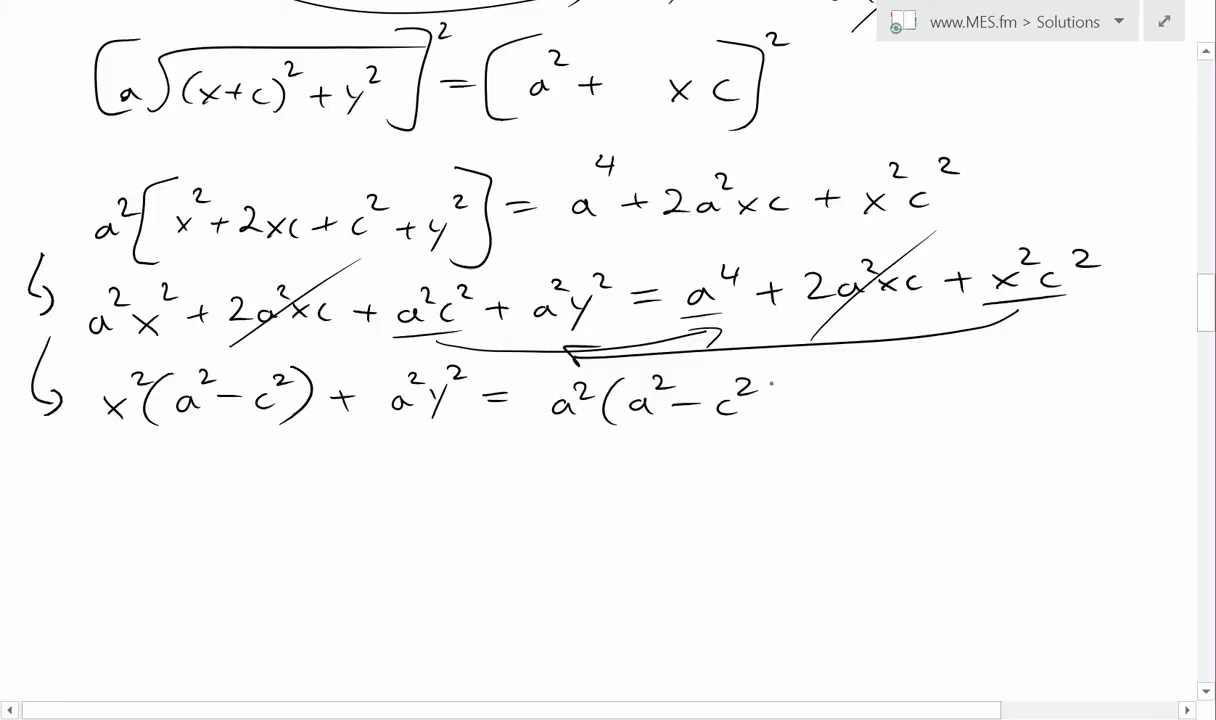 www.MES.fm > Solutions
[a√((x+c)² + y²)]² = [a² + xc]²
a²[x² + 2xc + c² + y²] = a⁴ + 2a²xc + x²c²
a²x² + 2a²xc + a²c² + a²y² = a⁴ + 2a²xc + x²c²
x²(a² - c²) + a²y² = a²(a² - c²